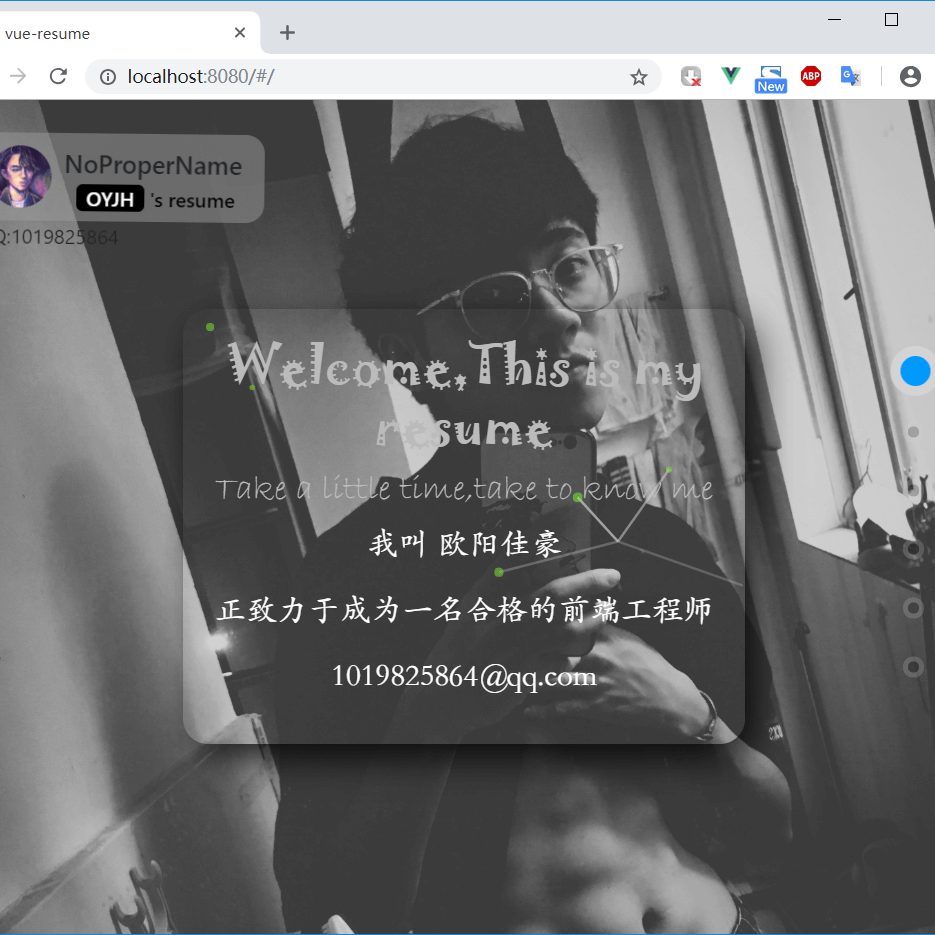 vue-resume
localhost:8080/#/
ABP
New
G
NoProperName
OYJH 's resume
Q:1019825864
Welcome,This is my
resume
Take a little time,take to know me
我叫 欧阳佳豪
正致力于成为一名合格的前端工程师
1019825864@qq.com